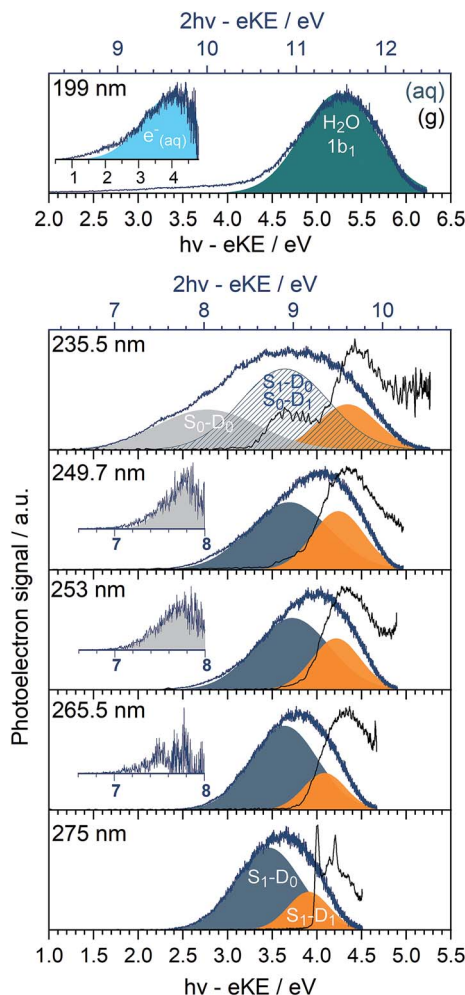 2hν - eKE / eV
9 10 11 12
199 nm
(aq)
(g)
e⁻(aq)
H₂O
1b₁
1 2 3 4
2.0 2.5 3.0 3.5 4.0 4.5 5.0 5.5 6.0 6.5
hν - eKE / eV
2hν - eKE / eV
7 8 9 10
235.5 nm
S₁-D₀
S₀-D₁
S₀-D₀
249.7 nm
7 8
253 nm
7 8
265.5 nm
7 8
275 nm
S₁-D₀
S₁-D₁
1.0 1.5 2.0 2.5 3.0 3.5 4.0 4.5 5.0 5.5
hν - eKE / eV
Photoelectron signal / a.u.